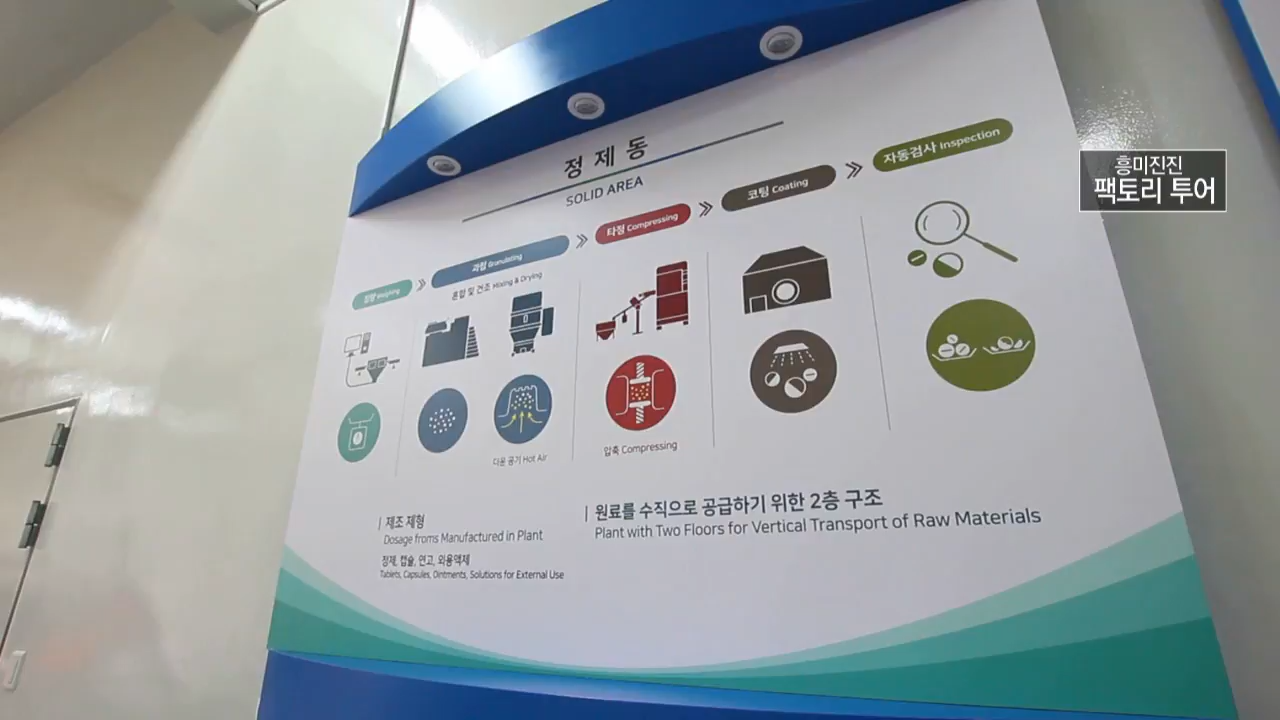 정제동
SOLID AREA
칭량 Weighing
과립 Granulating
타정 Compressing
코팅 Coating
자동검사 Inspection
혼합 및 건조 Mixing & Drying
더운 공기 Hot Air
압축 Compressing
제조 제형
Dosage froms Manufactured in Plant
정제, 캡슐, 연고, 외용액제
Tablets, Capsules, Ointments, Solutions for External Use
원료를 수직으로 공급하기 위한 2층 구조
Plant with Two Floors for Vertical Transport of Raw Materials
흥미진진
팩토리 투어